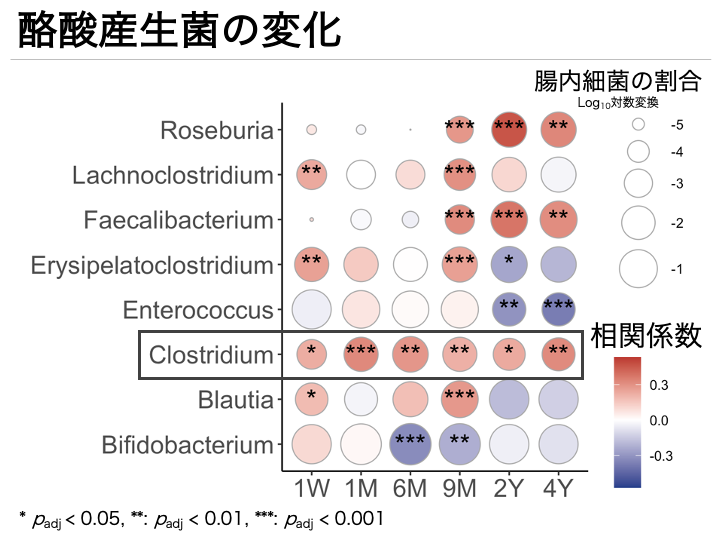 酪酸産生菌の変化
腸内細菌の割合
Log₁₀対数変換
-5
-4
-3
-2
-1
Roseburia *** *** **
Lachnoclostridium ** ***
Faecalibacterium *** *** **
Erysipelatoclostridium ** *** *
Enterococcus ** ***
Clostridium * *** ** ** * **
Blautia * ***
Bifidobacterium *** **
1W 1M 6M 9M 2Y 4Y
相関係数
0.3
0.0
-0.3
* padj < 0.05, **: padj < 0.01, ***: padj < 0.001